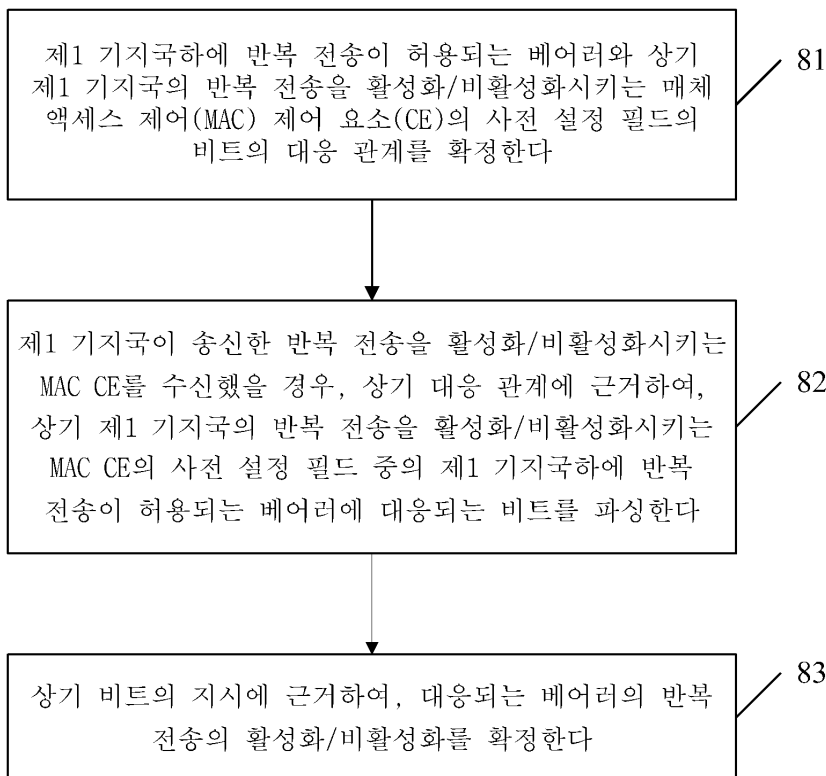 제1 기지국하에 반복 전송이 허용되는 베어러와 상기
제1 기지국의 반복 전송을 활성화/비활성화시키는 매체
액세스 제어(MAC) 제어 요소(CE)의 사전 설정 필드의
비트의 대응 관계를 확정한다
81
제1 기지국이 송신한 반복 전송을 활성화/비활성화시키는
MAC CE를 수신했을 경우, 상기 대응 관계에 근거하여,
상기 제1 기지국의 반복 전송을 활성화/비활성화시키는
MAC CE의 사전 설정 필드 중의 제1 기지국하에 반복
전송이 허용되는 베어러에 대응되는 비트를 파싱한다
82
상기 비트의 지시에 근거하여, 대응되는 베어러의 반복
전송의 활성화/비활성화를 확정한다
83